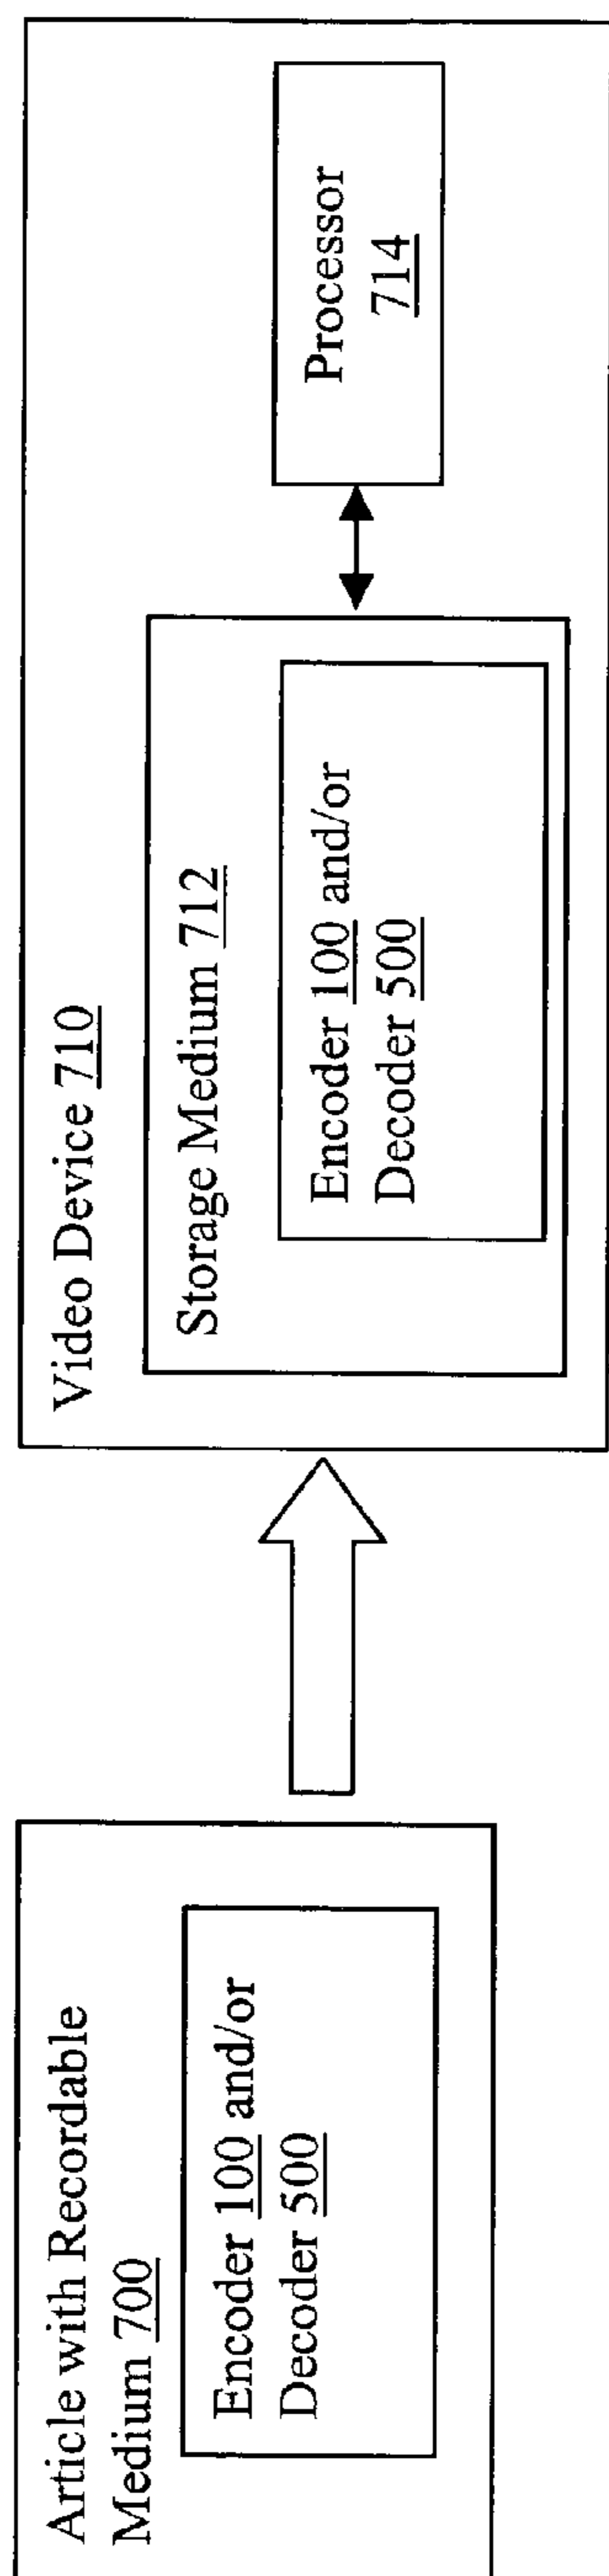 Article with Recordable
Medium 700
Encoder 100 and/or
Decoder 500
Video Device 710
Storage Medium 712
Encoder 100 and/or
Decoder 500
Processor
714